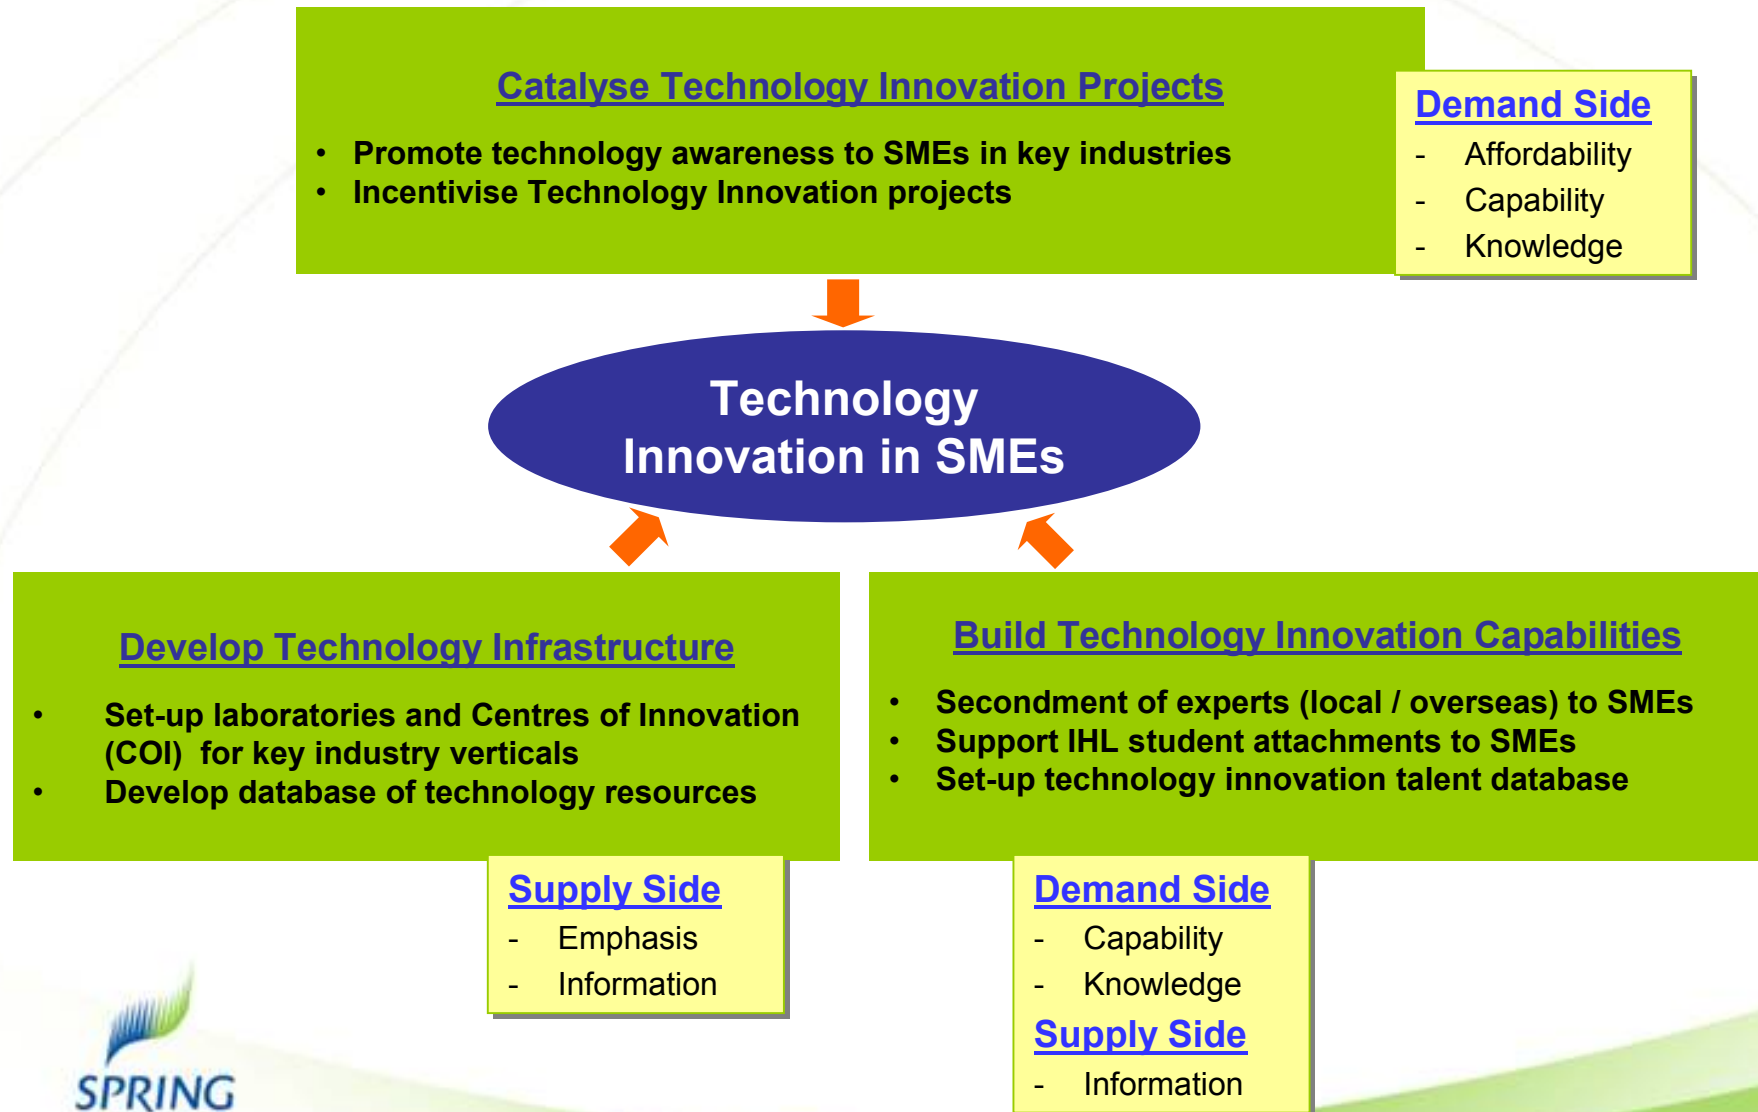 Catalyse Technology Innovation Projects
• Promote technology awareness to SMEs in key industries
• Incentivise Technology Innovation projects
Demand Side
- Affordability
- Capability
- Knowledge
Technology
Innovation in SMEs
Develop Technology Infrastructure
• Set-up laboratories and Centres of Innovation
(COI) for key industry verticals
• Develop database of technology resources
Supply Side
- Emphasis
- Information
Build Technology Innovation Capabilities
• Secondment of experts (local / overseas) to SMEs
• Support IHL student attachments to SMEs
• Set-up technology innovation talent database
Demand Side
- Capability
- Knowledge
Supply Side
- Information
SPRING